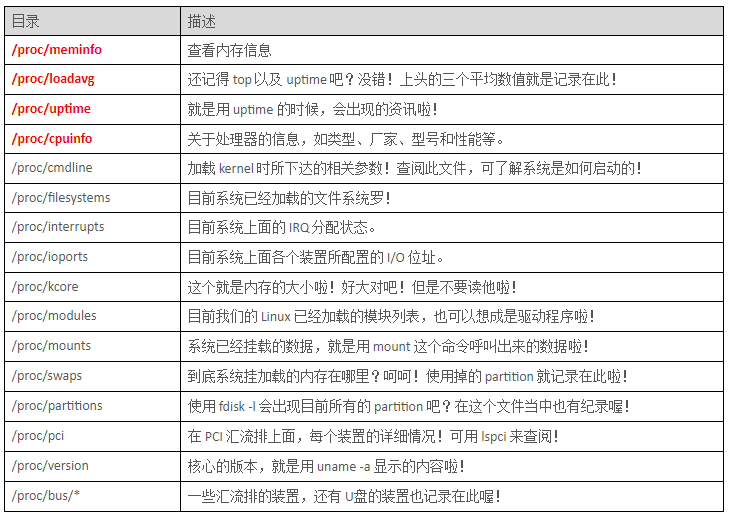 目录 描述
/proc/meminfo 查看内存信息
/proc/loadavg 还记得 top 以及 uptime 吧？没错！上头的三个平均数值就是记录在此！
/proc/uptime 就是用 uptime 的时候，会出现的资讯啦！
/proc/cpuinfo 关于处理器的信息，如类型、厂家、型号和性能等。
/proc/cmdline 加载 kernel 时所下达的相关参数！查阅此文件，可了解系统是如何启动的！
/proc/filesystems 目前系统已经加载的文件系统罗！
/proc/interrupts 目前系统上面的 IRQ 分配状态。
/proc/ioports 目前系统上面各个装置所配置的 I/O 位址。
/proc/kcore 这个就是内存的大小啦！好大对吧！但是不要读他啦！
/proc/modules 目前我们的 Linux 已经加载的模块列表，也可以想成是驱动程序啦！
/proc/mounts 系统已经挂载的数据，就是用 mount 这个命令呼叫出来的数据啦！
/proc/swaps 到底系统挂加载的内存在哪里？呵呵！使用掉的 partition 就记录在此啦！
/proc/partitions 使用 fdisk -l 会出现目前所有的 partition 吧？在这个文件当中也有纪录喔！
/proc/pci 在 PCI 汇流排上面，每个装置的详细情况！可用 lspci 来查阅！
/proc/version 核心的版本，就是用 uname -a 显示的内容啦！
/proc/bus/* 一些汇流排的装置，还有 U盘的装置也记录在此喔！